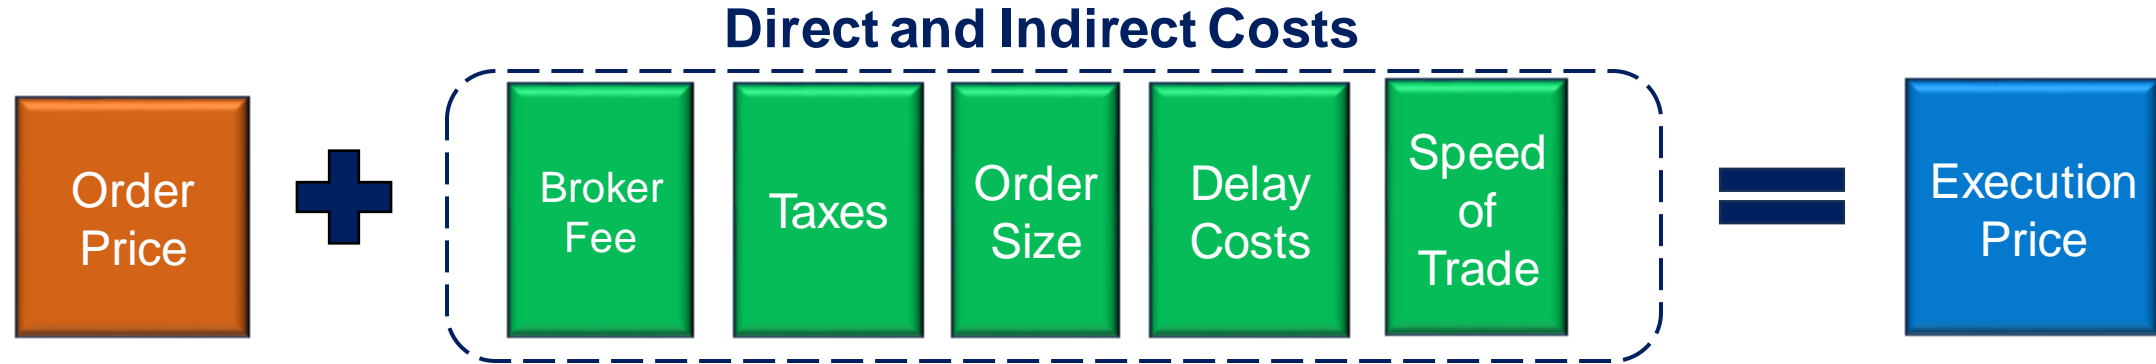 Direct and Indirect Costs
Order
Price
Broker
Fee
Taxes
Order
Size
Delay
Costs
Speed
of
Trade
Execution
Price